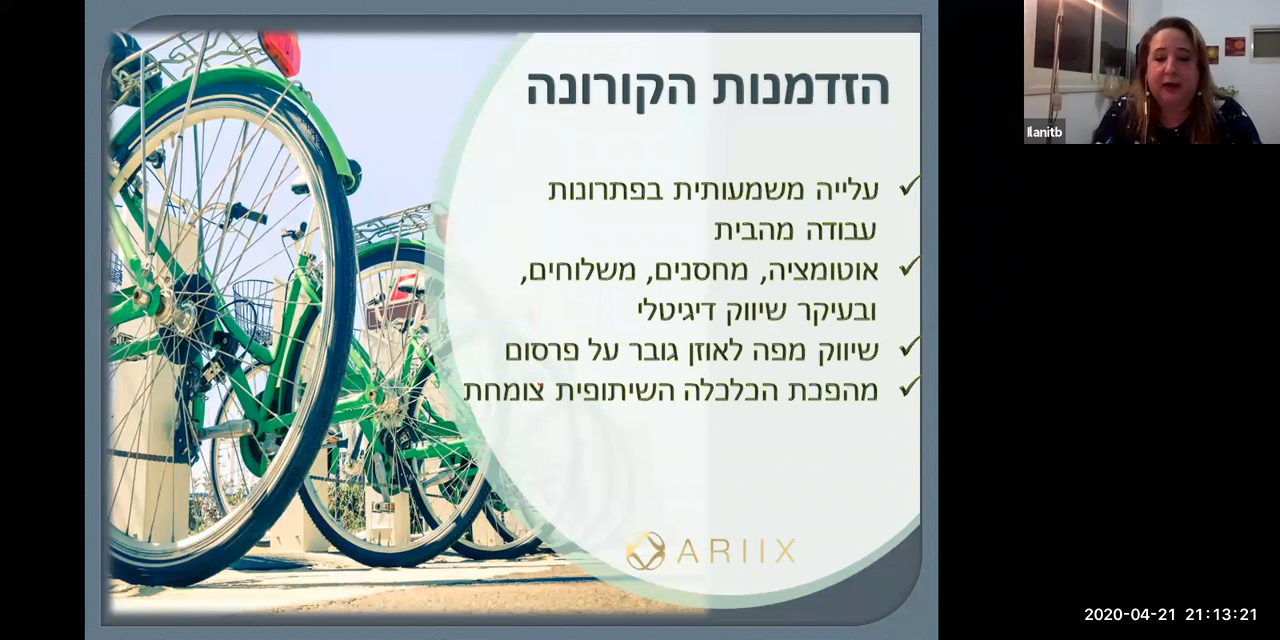 הזדמנות הקורונה
✓ עלייה משמעותית בפתרונות
עבודה מהבית
✓ אוטומציה, מחסנים, משלוחים,
ובעיקר שיווק דיגיטלי
✓ שיווק מפה לאוזן גובר על פרסום
✓ מהפכת הכלכלה השיתופית צומחת
ARIIX
Ilanitb
2020-04-21 21:13:21